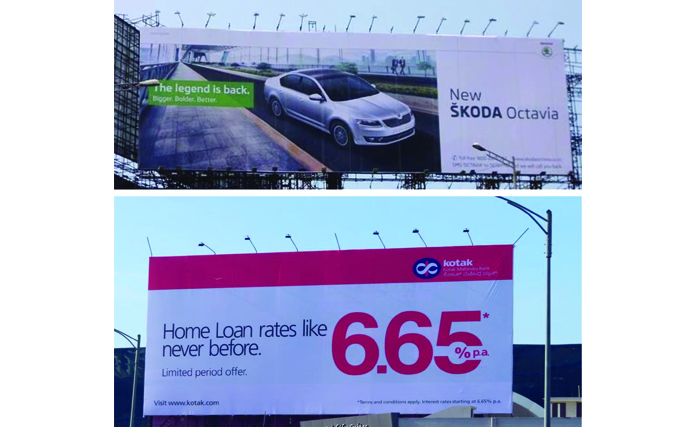 The legend is back.
Bigger. Bolder. Better.
New
ŠKODA Octavia
kotak
Kotak Mahindra Bank
Home Loan rates like
never before.
6.65*
% p.a.
Limited period offer.
Visit www.kotak.com
*Terms and conditions apply. Interest rates starting at 6.65% p.a.